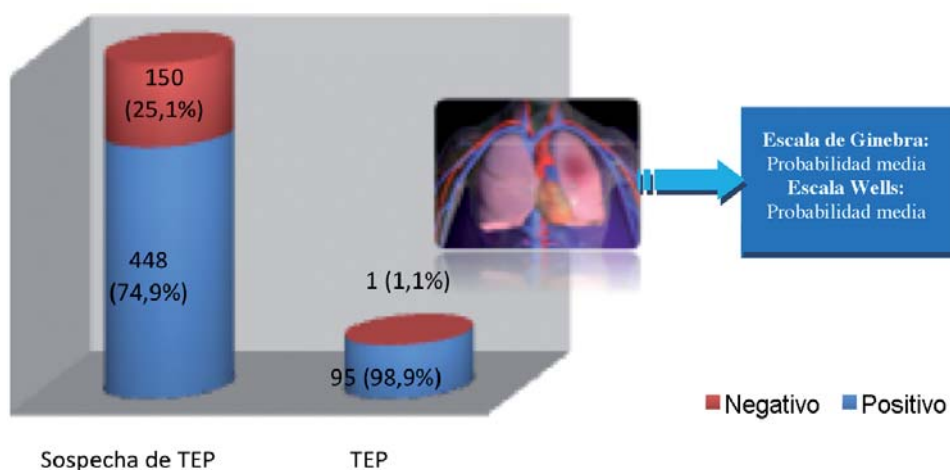 150
(25,1%)
448
(74,9%)
1 (1,1%)
95 (98,9%)
Sospecha de TEP
TEP
Escala de Ginebra:
Probabilidad media
Escala Wells:
Probabilidad media
Negativo
Positivo